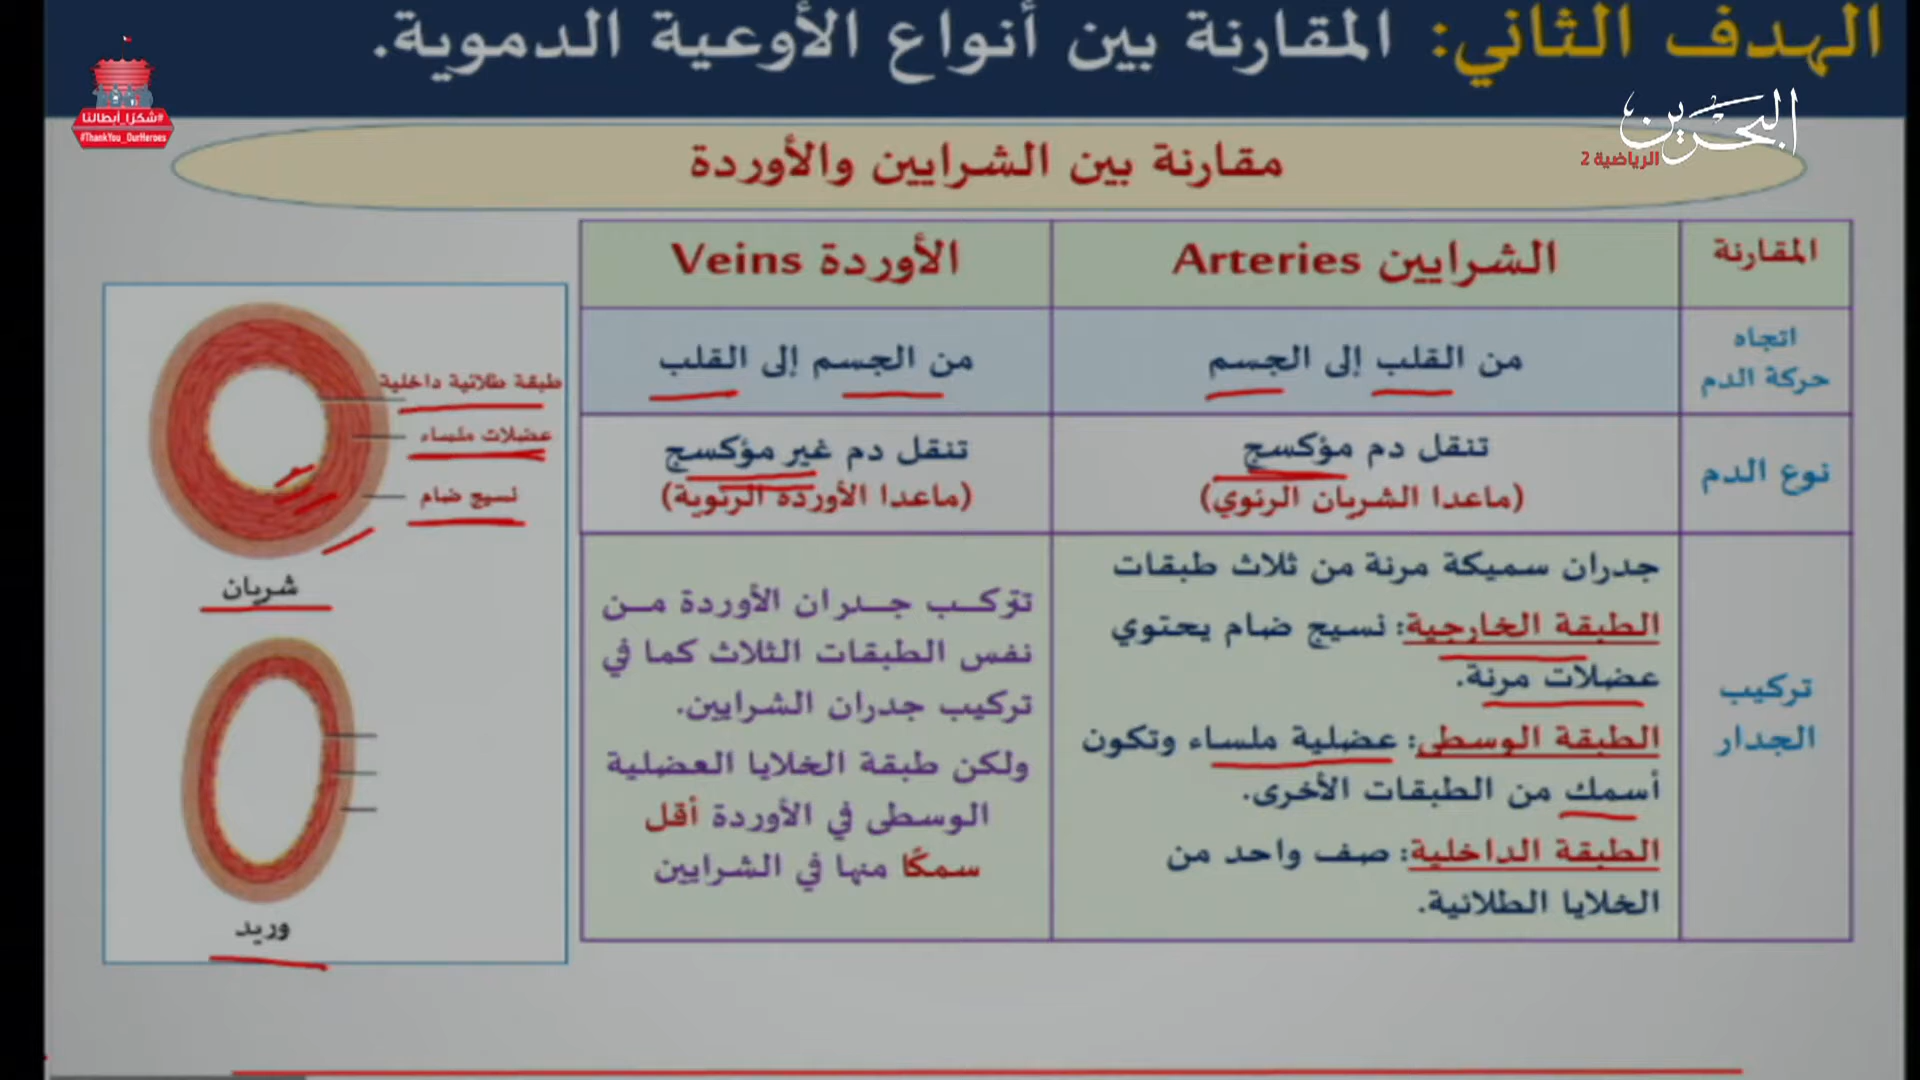 الهدف الثاني: المقارنة بين أنواع الأوعية الدموية.
#شكرا_أبطالنا
#ThankYou_OurHeroes
البحرين
الرياضية 2
مقارنة بين الشرايين والأوردة
المقارنة
الشرايين Arteries
الأوردة Veins
اتجاه
حركة الدم
من القلب إلى الجسم
من الجسم إلى القلب
نوع الدم
تنقل دم مؤكسج
(ماعدا الشريان الرئوي)
تنقل دم غير مؤكسج
(ماعدا الأوردة الرئوية)
تركيب
الجدار
جدران سميكة مرنة من ثلاث طبقات
الطبقة الخارجية: نسيج ضام يحتوي
عضلات مرنة.
الطبقة الوسطى: عضلية ملساء وتكون
أسمك من الطبقات الأخرى.
الطبقة الداخلية: صف واحد من
الخلايا الطلائية.
تتركب جدران الأوردة من
نفس الطبقات الثلاث كما في
تركيب جدران الشرايين.
ولكن طبقة الخلايا العضلية
الوسطى في الأوردة أقل
سمكًا منها في الشرايين
طبقة طلائية داخلية
عضلات ملساء
نسيج ضام
شريان
وريد